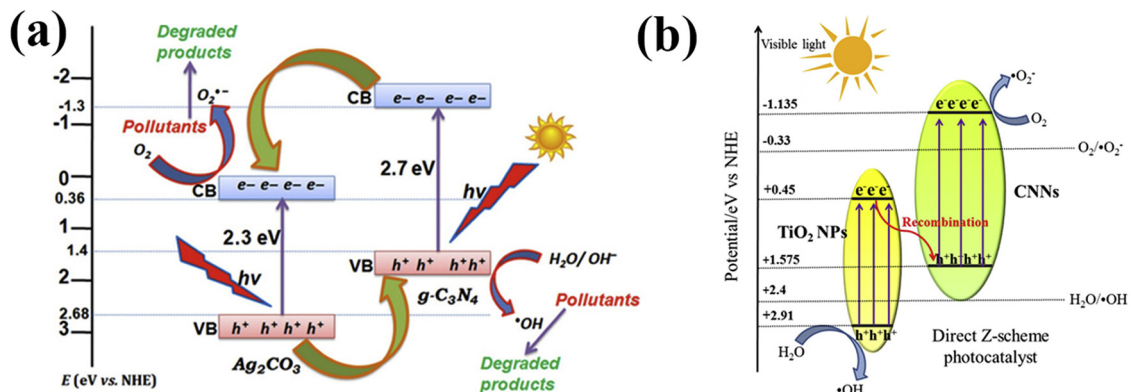 (a)
Degraded
products
−2
−1.3
−1
0
0.36
1
1.4
2
2.68
3
E (eV vs. NHE)
O₂•−
Pollutants
O₂
CB
e− e− e− e−
CB
e− e− e− e−
2.7 eV
2.3 eV
hν
hν
VB
h⁺ h⁺ h⁺h⁺
g-C₃N₄
H₂O/ OH⁻
•OH
Pollutants
Degraded
products
VB
h⁺ h⁺ h⁺ h⁺
Ag₂CO₃
(b)
Visible light
Potential/eV vs NHE
-1.135
-0.33
+0.45
+1.575
+2.4
+2.91
•O₂⁻
O₂
e⁻e⁻e⁻e⁻
O₂/•O₂⁻
CNNs
e⁻e⁻e⁻
TiO₂ NPs
Recombination
h⁺h⁺h⁺h⁺
H₂O/•OH
h⁺h⁺h⁺
H₂O
•OH
Direct Z-scheme
photocatalyst